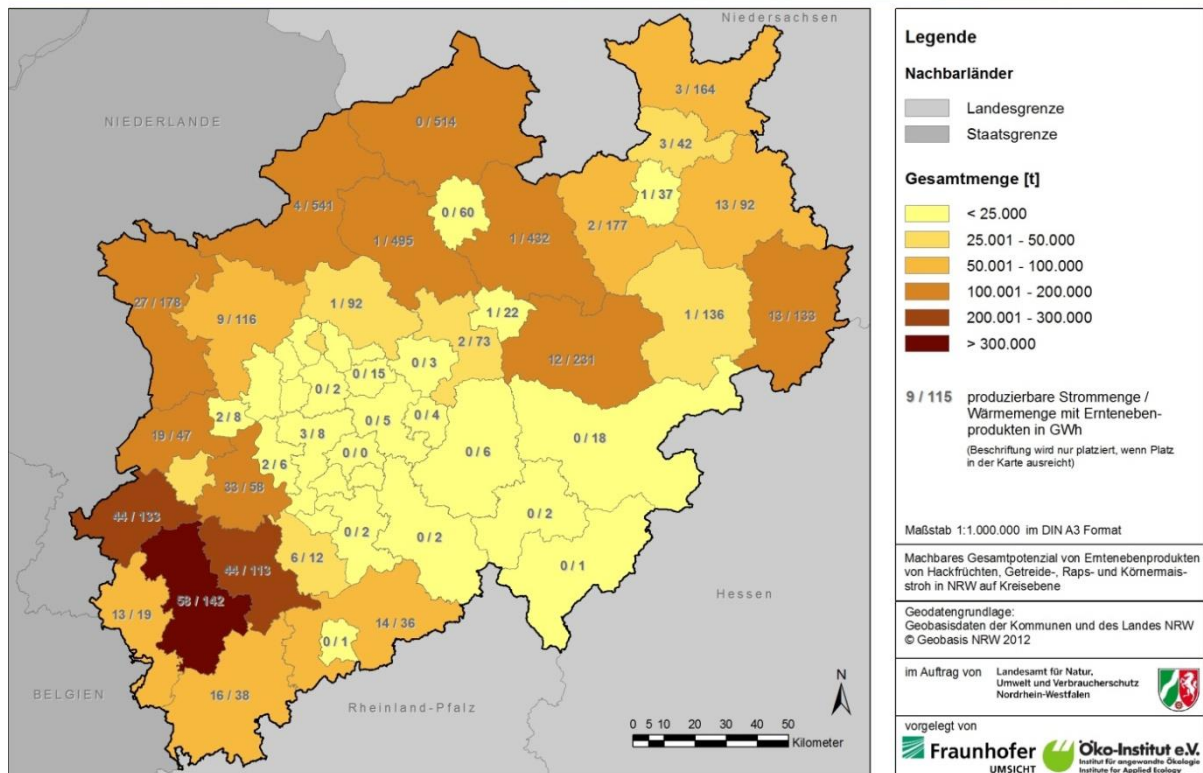 Niedersachsen
NIEDERLANDE
3 / 164
0 / 514
3 / 42
4 / 541
0 / 60
1 / 37
13 / 92
2 / 177
1 / 495
1 / 432
27 / 178
9 / 116
1 / 92
1 / 22
1 / 136
13 / 133
2 / 73
12 / 231
0 / 3
0 / 15
0 / 2
2 / 8
0 / 5
0 / 4
0 / 18
19 / 47
3 / 8
0 / 0
0 / 6
2 / 6
33 / 58
44 / 133
0 / 2
0 / 2
0 / 2
6 / 12
44 / 113
0 / 1
58 / 142
13 / 19
Hessen
14 / 36
0 / 1
BELGIEN
16 / 38
Rheinland-Pfalz
N
0 5 10 20 30 40 50
Kilometer
Legende
Nachbarländer
Landesgrenze
Staatsgrenze
Gesamtmenge [t]
< 25.000
25.001 - 50.000
50.001 - 100.000
100.001 - 200.000
200.001 - 300.000
> 300.000
9 / 115 produzierbare Strommenge /
Wärmemenge mit Ernteneben-
produkten in GWh
(Beschriftung wird nur platziert, wenn Platz
in der Karte ausreicht)
Maßstab 1:1.000.000 im DIN A3 Format
Machbares Gesamtpotenzial von Erntenebenprodukten
von Hackfrüchten, Getreide-, Raps- und Körnermais-
stroh in NRW auf Kreisebene
Geodatengrundlage:
Geobasisdaten der Kommunen und des Landes NRW
© Geobasis NRW 2012
im Auftrag von Landesamt für Natur,
Umwelt und Verbraucherschutz
Nordrhein-Westfalen
vorgelegt von
Fraunhofer
UMSICHT
Öko-Institut e.V.
Institut für angewandte Ökologie
Institute for Applied Ecology